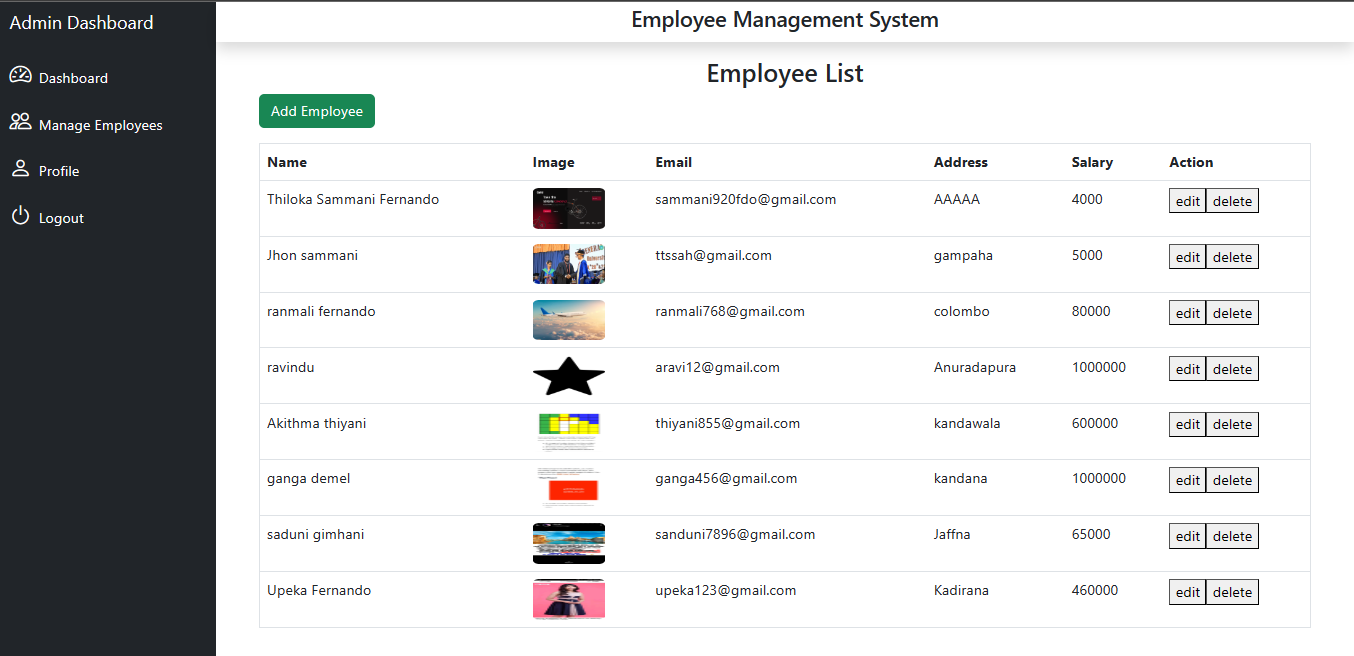 Admin Dashboard
Employee Management System
Dashboard
Manage Employees
Profile
Logout
Employee List
Add Employee
Name Image Email Address Salary Action
Thiloka Sammani Fernando sammani920fdo@gmail.com AAAAA 4000 edit delete
Jhon sammani ttssah@gmail.com gampaha 5000 edit delete
ranmali fernando ranmali768@gmail.com colombo 80000 edit delete
ravindu aravi12@gmail.com Anuradapura 1000000 edit delete
Akithma thiyani thiyani855@gmail.com kandawala 600000 edit delete
ganga demel ganga456@gmail.com kandana 1000000 edit delete
saduni gimhani sanduni7896@gmail.com Jaffna 65000 edit delete
Upeka Fernando upeka123@gmail.com Kadirana 460000 edit delete